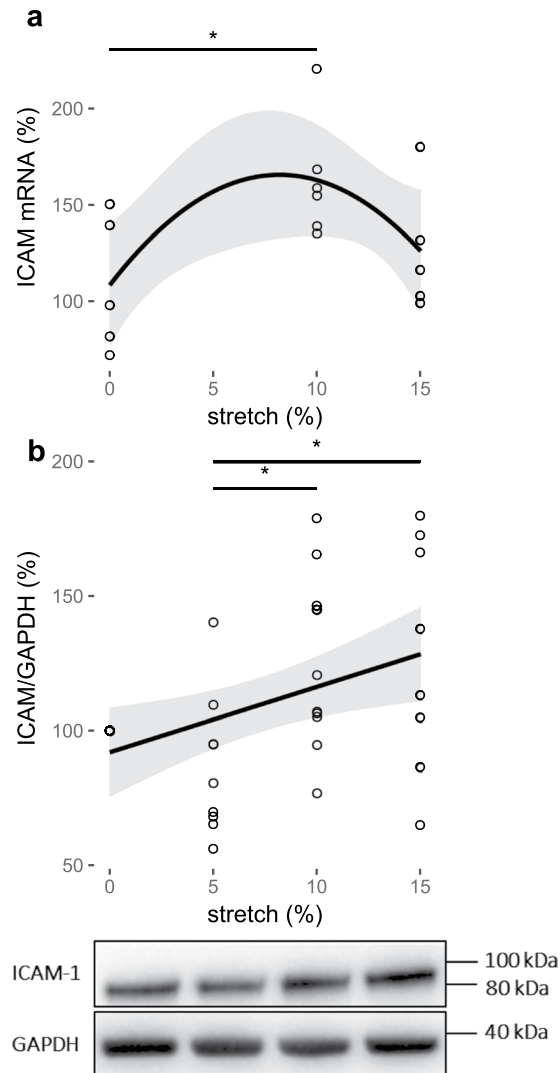 a
*
200
150
100
ICAM mRNA (%)
0 5 10 15
stretch (%)
b
*
*
200
150
100
50
ICAM/GAPDH (%)
0 5 10 15
stretch (%)
ICAM-1
100 kDa
80 kDa
GAPDH
40 kDa